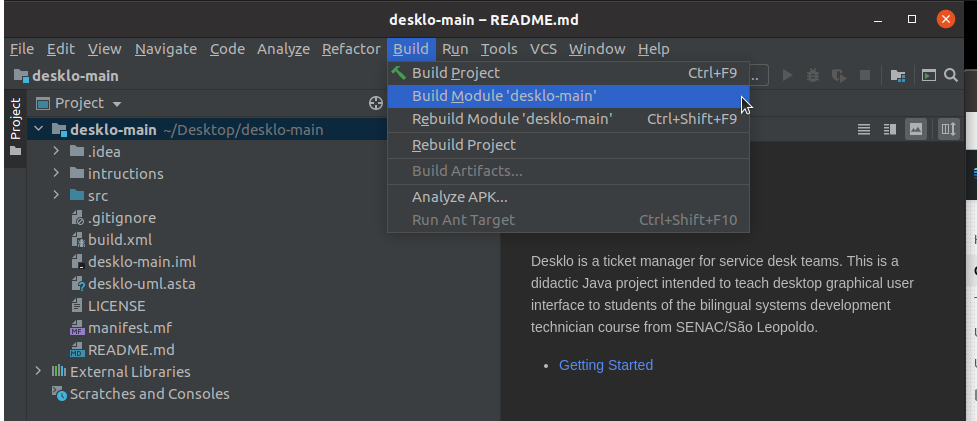 desklo-main – README.md
File Edit View Navigate Code Analyze Refactor Build Run Tools VCS Window Help
desklo-main
Build Project Ctrl+F9
Build Module 'desklo-main'
Rebuild Module 'desklo-main' Ctrl+Shift+F9
Rebuild Project
Build Artifacts...
Analyze APK...
Run Ant Target Ctrl+Shift+F10
Project
Project
desklo-main ~/Desktop/desklo-main
.idea
intructions
src
.gitignore
build.xml
desklo-main.iml
desklo-uml.asta
LICENSE
manifest.mf
README.md
External Libraries
Scratches and Consoles
Desklo is a ticket manager for service desk teams. This is a
didactic Java project intended to teach desktop graphical user
interface to students of the bilingual systems development
technician course from SENAC/São Leopoldo.
• Getting Started